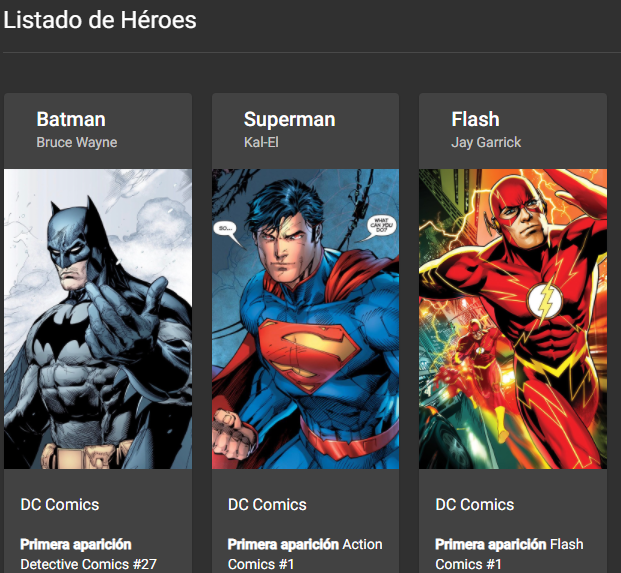 Listado de Héroes
Batman
Bruce Wayne
Superman
Kal-El
Flash
Jay Garrick
SO...
WHAT
CAN YOU
DO?
DC Comics
Primera aparición
Detective Comics #27
DC Comics
Primera aparición Action
Comics #1
DC Comics
Primera aparición Flash
Comics #1